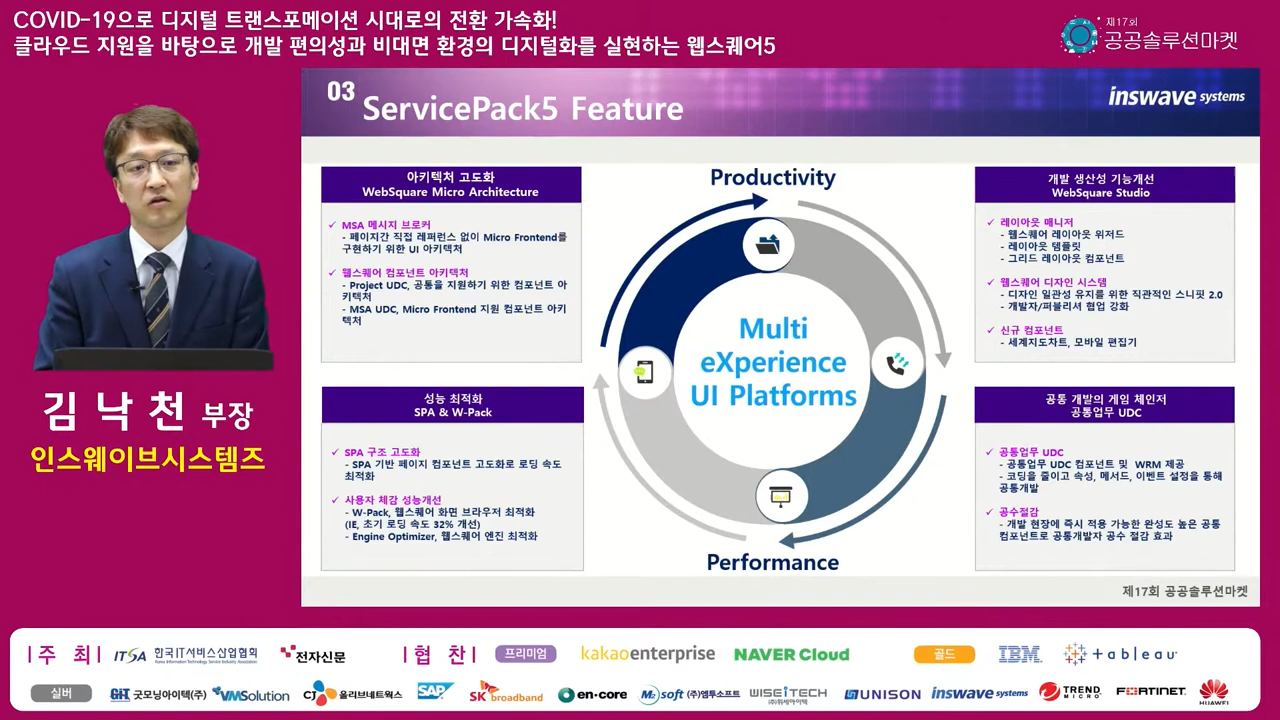 COVID-19으로 디지털 트랜스포메이션 시대로의 전환 가속화!
클라우드 지원을 바탕으로 개발 편의성과 비대면 환경의 디지털화를 실현하는 웹스퀘어5
제17회
공공솔루션마켓
03 ServicePack5 Feature
inswave systems
아키텍처 고도화
WebSquare Micro Architecture
✓ MSA 메시지 브로커
- 페이지간 직접 레퍼런스 없이 Micro Frontend를
구현하기 위한 UI 아키텍처
✓ 웹스퀘어 컴포넌트 아키텍처
- Project UDC, 공통을 지원하기 위한 컴포넌트 아
키텍처
- MSA UDC, Micro Frontend 지원 컴포넌트 아키
텍처
Productivity
Multi
eXperience
UI Platforms
Performance
개발 생산성 기능개선
WebSquare Studio
✓ 레이아웃 매니저
- 웹스퀘어 레이아웃 위저드
- 레이아웃 템플릿
- 그리드 레이아웃 컴포넌트
✓ 웹스퀘어 디자인 시스템
- 디자인 일관성 유지를 위한 직관적인 스니핏 2.0
- 개발자/퍼블리셔 협업 강화
✓ 신규 컴포넌트
- 세계지도차트, 모바일 편집기
성능 최적화
SPA & W-Pack
✓ SPA 구조 고도화
- SPA 기반 페이지 컴포넌트 고도화로 로딩 속도
최적화
✓ 사용자 체감 성능개선
- W-Pack, 웹스퀘어 화면 브라우저 최적화
(IE, 초기 로딩 속도 32% 개선)
- Engine Optimizer, 웹스퀘어 엔진 최적화
공통 개발의 게임 체인저
공통업무 UDC
✓ 공통업무 UDC
- 공통업무 UDC 컴포넌트 및 WRM 제공
- 코딩을 줄이고 속성, 메서드, 이벤트 설정을 통해
공통개발
✓ 공수절감
- 개발 현장에 즉시 적용 가능한 완성도 높은 공통
컴포넌트로 공통개발자 공수 절감 효과
제17회 공공솔루션마켓
김 낙 천 부장
인스웨이브시스템즈
주 최 ITSA 한국IT서비스산업협회 전자신문 협 찬 프리미엄 kakaoenterprise NAVER Cloud 골드 IBM tableau
Korea Information Technology Service Industry Association
실버 GIT 굿모닝아이텍(주) VMSolution CJ 올리브네트웍스 SAP SK broadband en-core M2soft (주)엠투소프트 WISEiTECH (주)위세아이텍 UNISON inswave systems TREND MICRO FORTINET HUAWEI